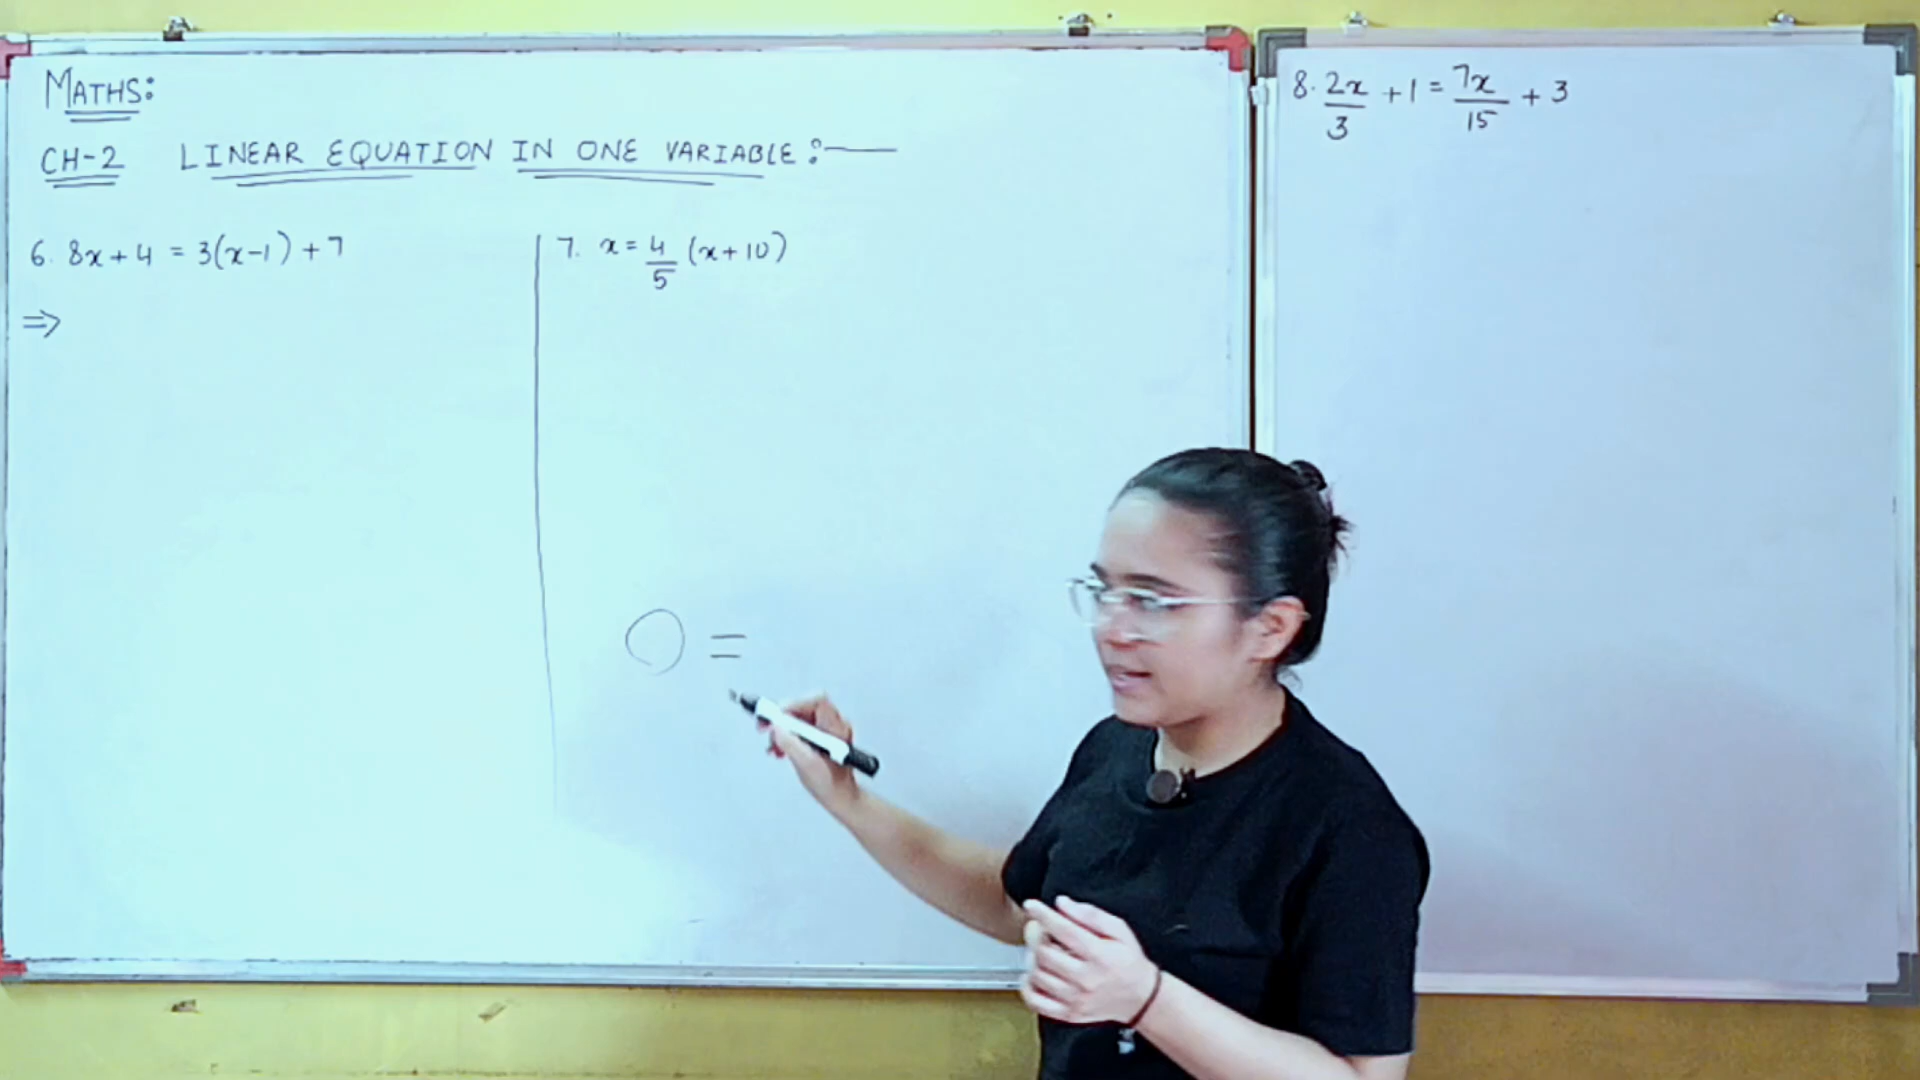 MATHS:
CH-2 LINEAR EQUATION IN ONE VARIABLE :—
6. 8x+4 = 3(x-1)+7
⇒
7. x = 4/5 (x+10)
○ =
8. 2x/3 + 1 = 7x/15 + 3